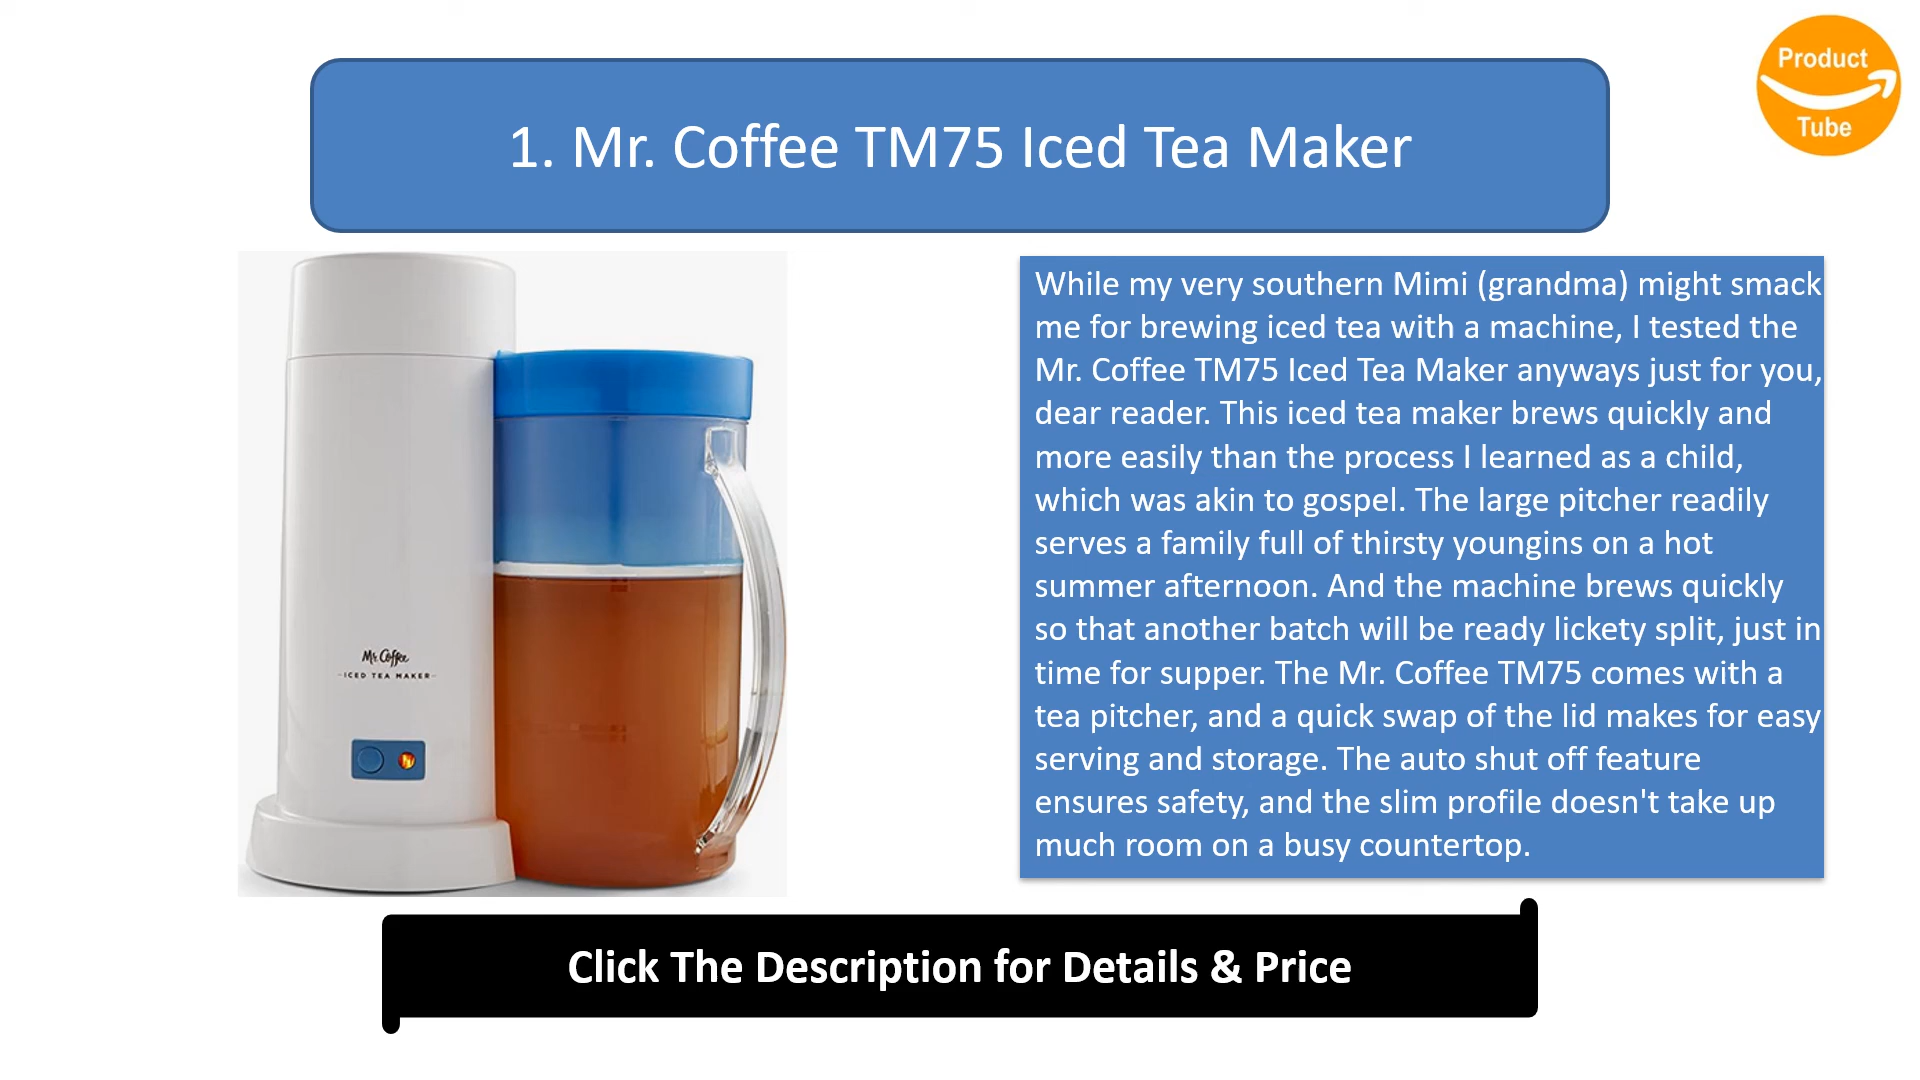 Product
Tube
1. Mr. Coffee TM75 Iced Tea Maker
While my very southern Mimi (grandma) might smack
me for brewing iced tea with a machine, I tested the
Mr. Coffee TM75 Iced Tea Maker anyways just for you,
dear reader. This iced tea maker brews quickly and
more easily than the process I learned as a child,
which was akin to gospel. The large pitcher readily
serves a family full of thirsty youngins on a hot
summer afternoon. And the machine brews quickly
so that another batch will be ready lickety split, just in
time for supper. The Mr. Coffee TM75 comes with a
tea pitcher, and a quick swap of the lid makes for easy
serving and storage. The auto shut off feature
ensures safety, and the slim profile doesn't take up
much room on a busy countertop.
Mr. Coffee
-ICED TEA MAKER-
Click The Description for Details & Price